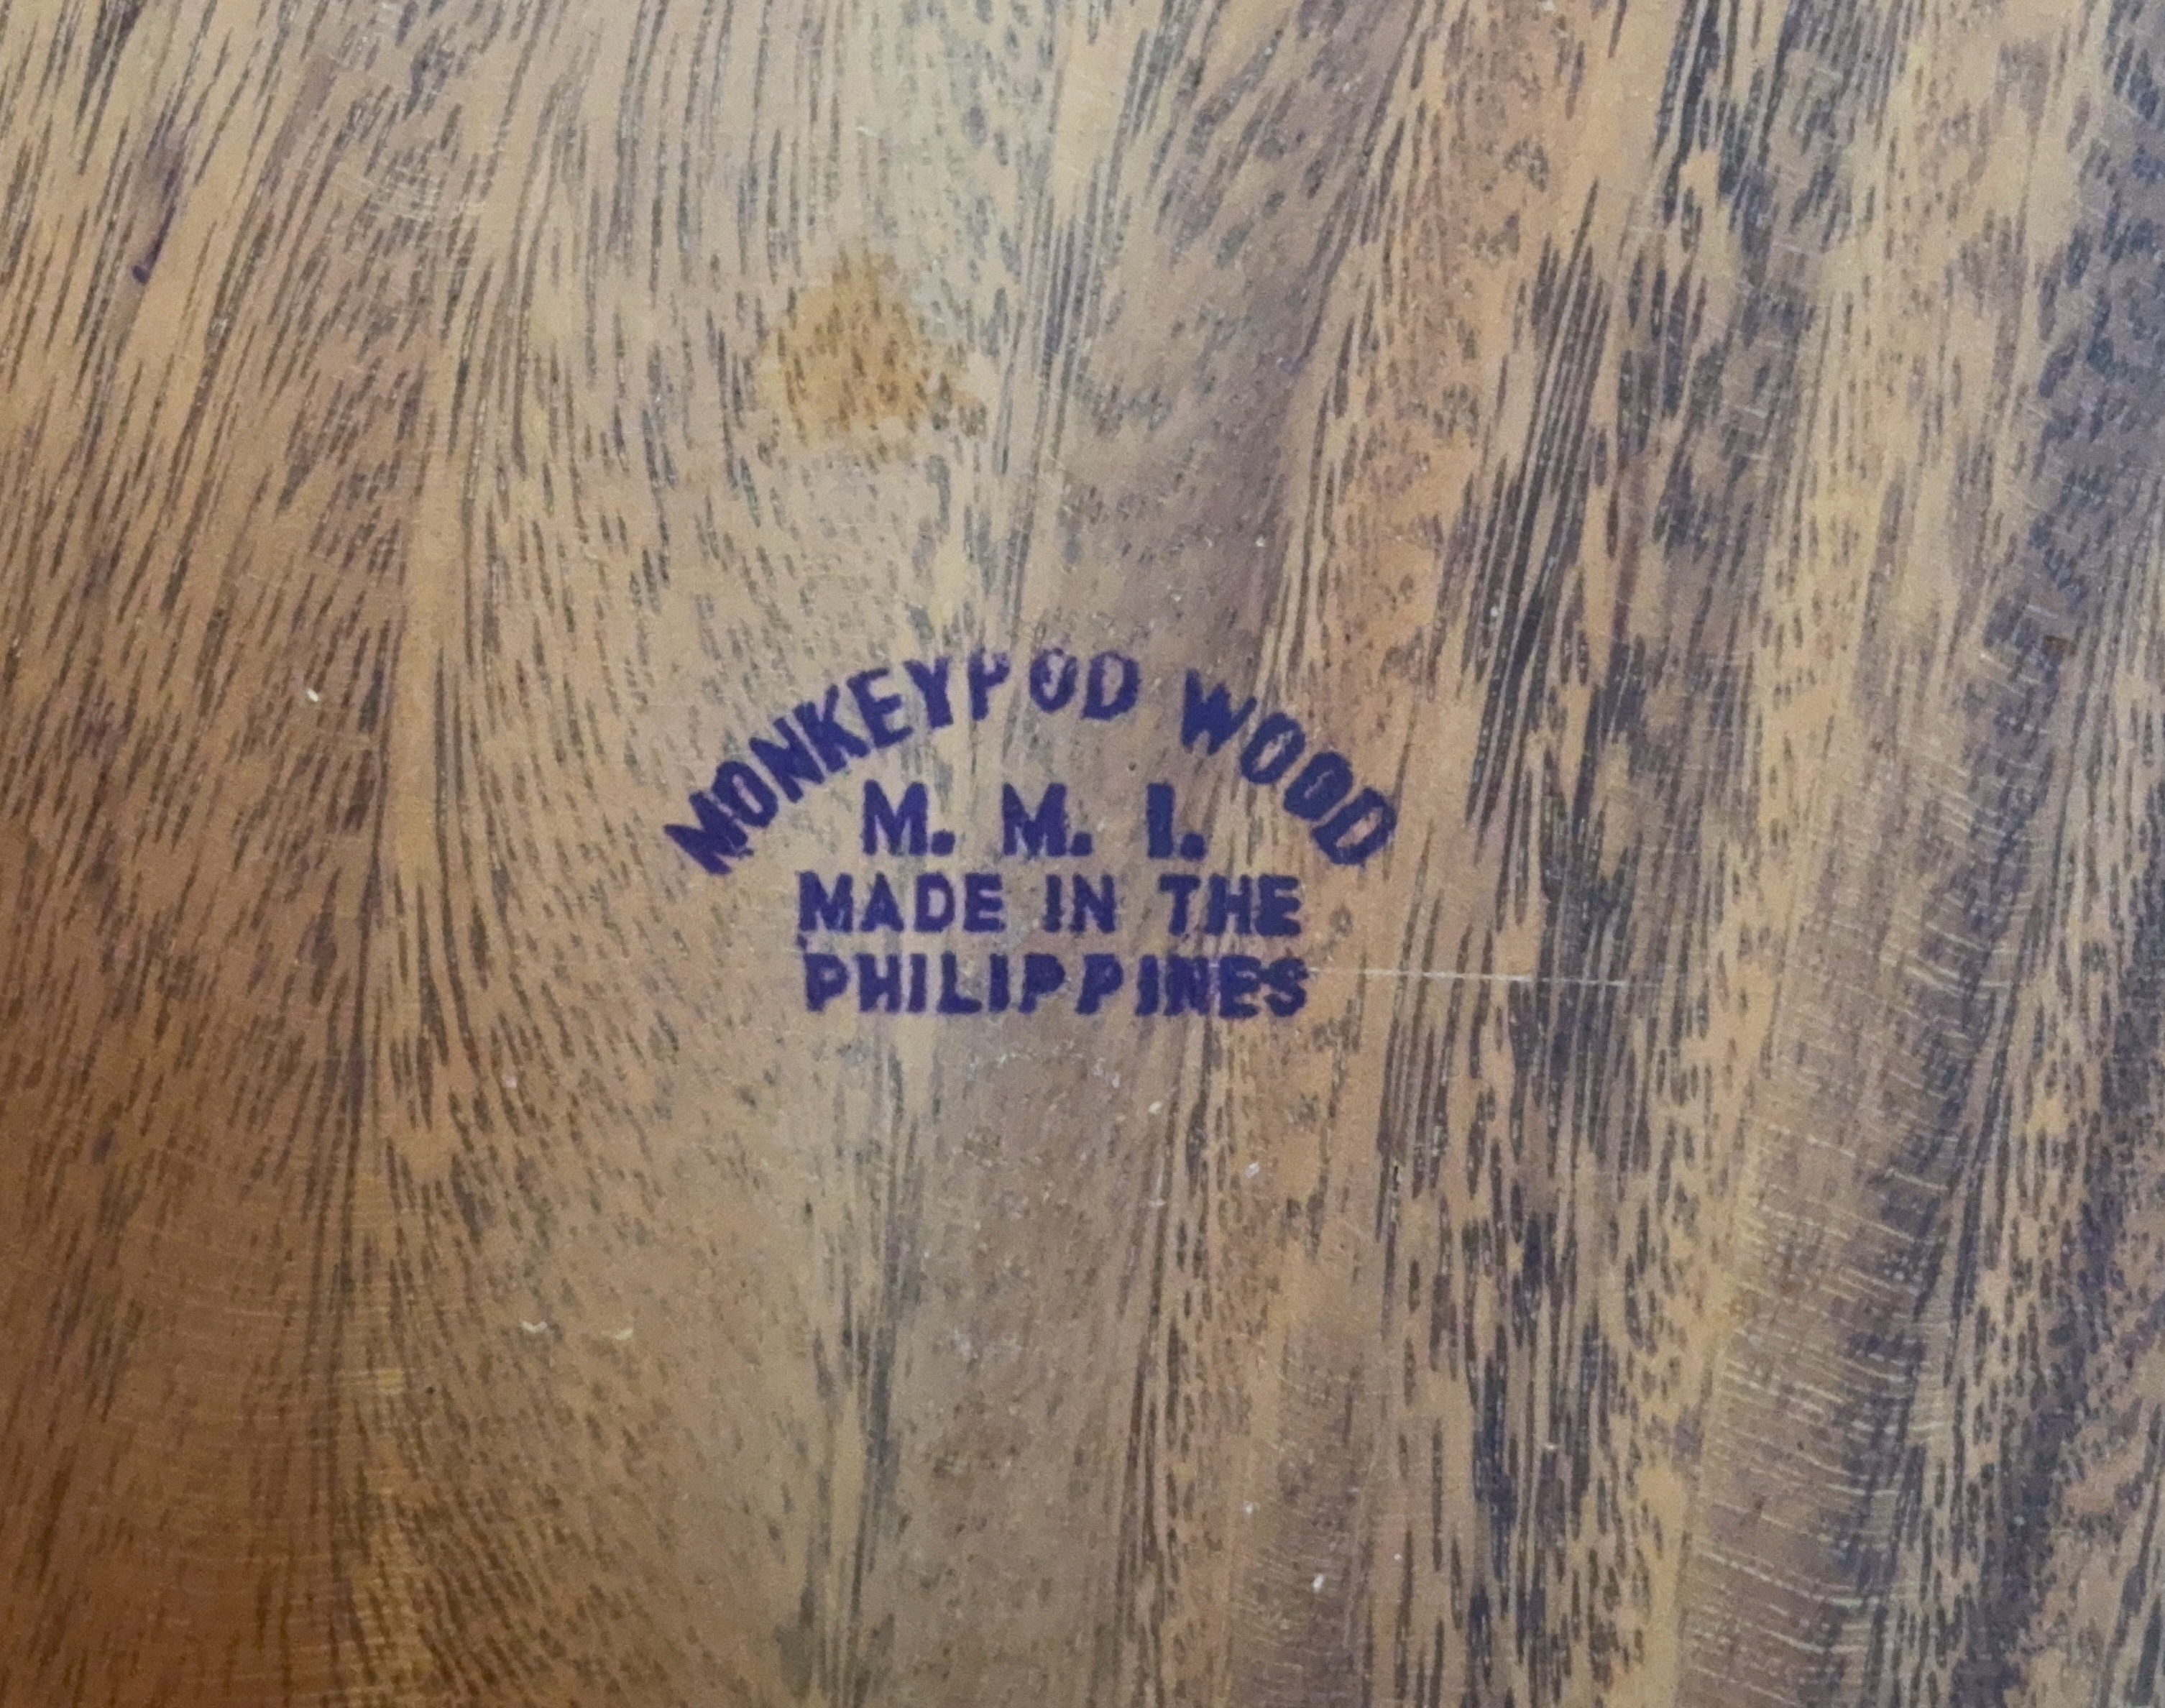 MONKEYPOD WOOD
M. M. I.
MADE IN THE
PHILIPPINES